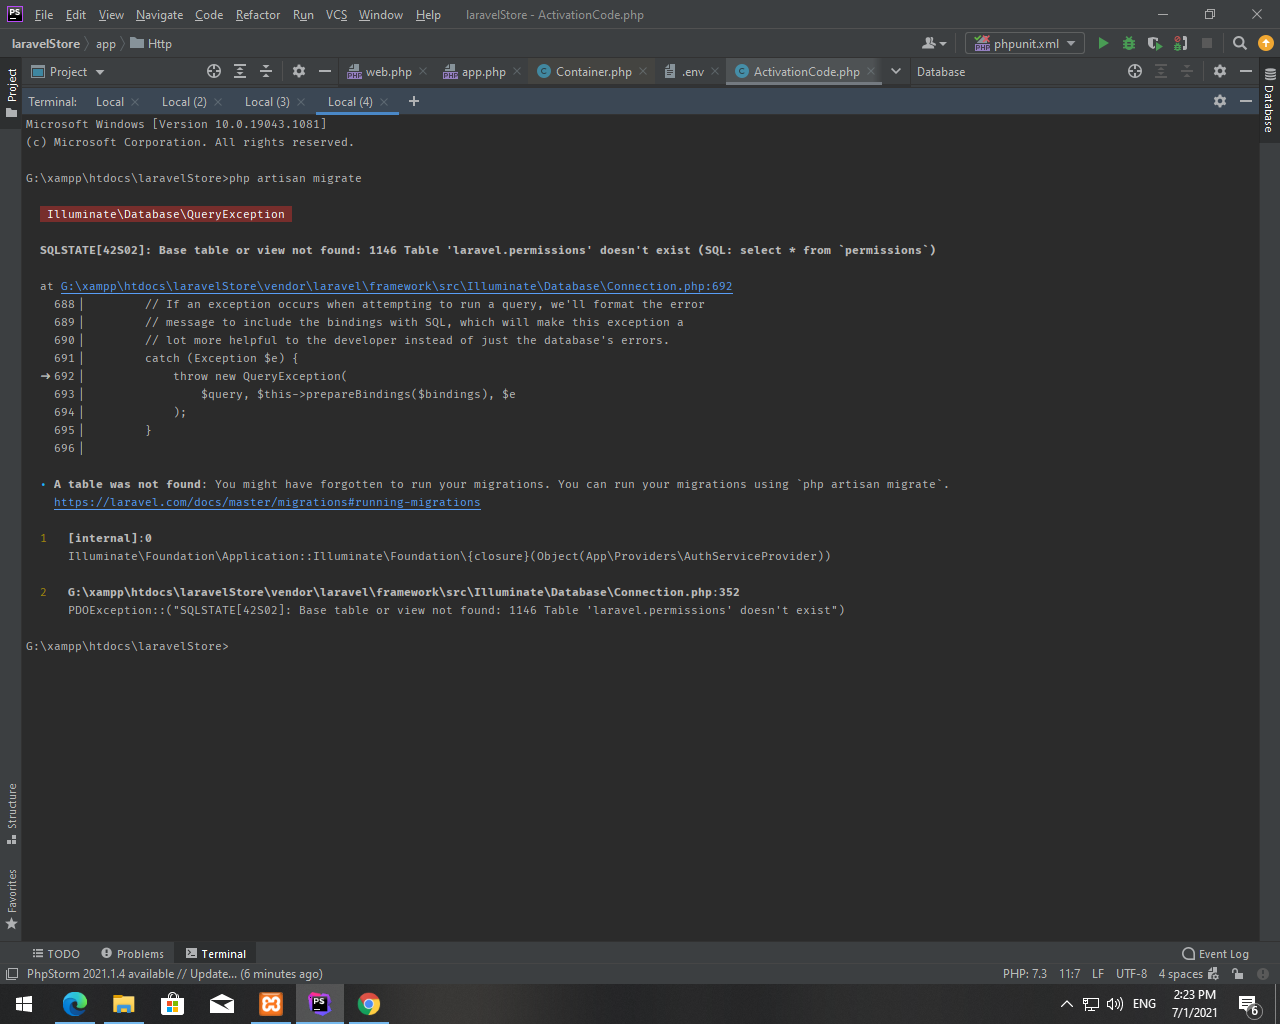 PS File Edit View Navigate Code Refactor Run VCS Window Help laravelStore - ActivationCode.php
laravelStore app Http phpunit.xml
Project web.php app.php Container.php .env ActivationCode.php Database
Terminal: Local Local (2) Local (3) Local (4)
Microsoft Windows [Version 10.0.19043.1081]
(c) Microsoft Corporation. All rights reserved.
G:\xampp\htdocs\laravelStore>php artisan migrate
Illuminate\Database\QueryException
SQLSTATE[42S02]: Base table or view not found: 1146 Table 'laravel.permissions' doesn't exist (SQL: select * from `permissions`)
at G:\xampp\htdocs\laravelStore\vendor\laravel\framework\src\Illuminate\Database\Connection.php:692
688| // If an exception occurs when attempting to run a query, we'll format the error
689| // message to include the bindings with SQL, which will make this exception a
690| // lot more helpful to the developer instead of just the database's errors.
691| catch (Exception $e) {
➜ 692| throw new QueryException(
693| $query, $this->prepareBindings($bindings), $e
694| );
695| }
696|
• A table was not found: You might have forgotten to run your migrations. You can run your migrations using `php artisan migrate`.
https://laravel.com/docs/master/migrations#running-migrations
1 [internal]:0
Illuminate\Foundation\Application::Illuminate\Foundation\{closure}(Object(App\Providers\AuthServiceProvider))
2 G:\xampp\htdocs\laravelStore\vendor\laravel\framework\src\Illuminate\Database\Connection.php:352
PDOException::("SQLSTATE[42S02]: Base table or view not found: 1146 Table 'laravel.permissions' doesn't exist")
G:\xampp\htdocs\laravelStore>
Project
Structure
Favorites
Database
TODO Problems Terminal Event Log
PhpStorm 2021.1.4 available // Update... (6 minutes ago) PHP: 7.3 11:7 LF UTF-8 4 spaces
PS ENG 2:23 PM
7/1/2021 6